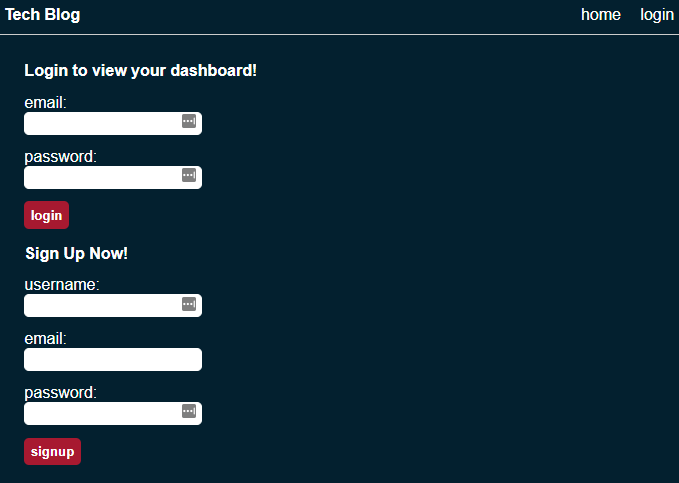 Tech Blog home login
Login to view your dashboard!
email:
password:
login
Sign Up Now!
username:
email:
password:
signup